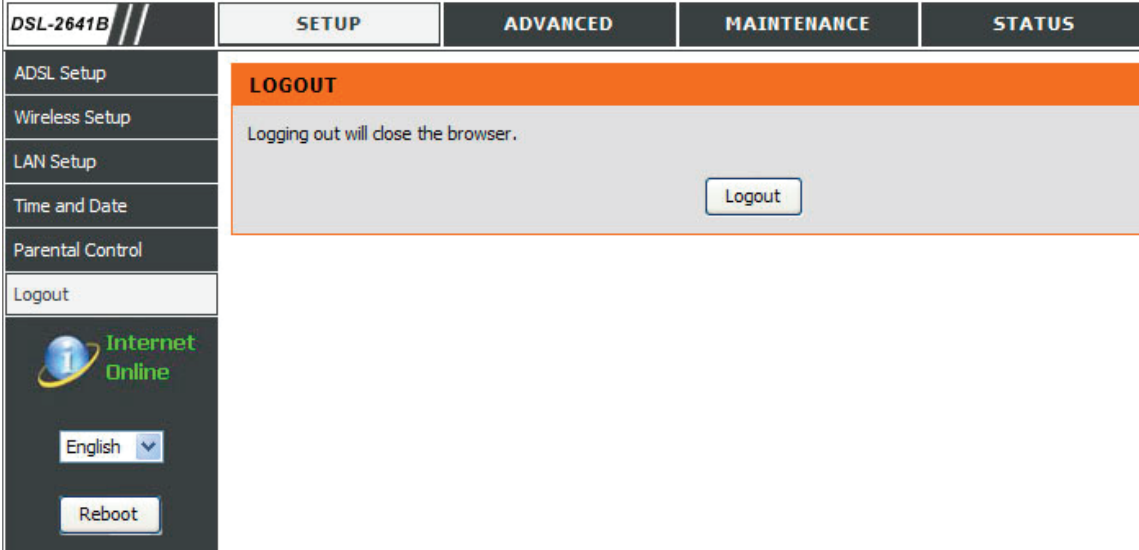 DSL-2641B
SETUP
ADVANCED
MAINTENANCE
STATUS
ADSL Setup
Wireless Setup
LAN Setup
Time and Date
Parental Control
Logout
Internet
Online
English
Reboot
LOGOUT
Logging out will close the browser.
Logout